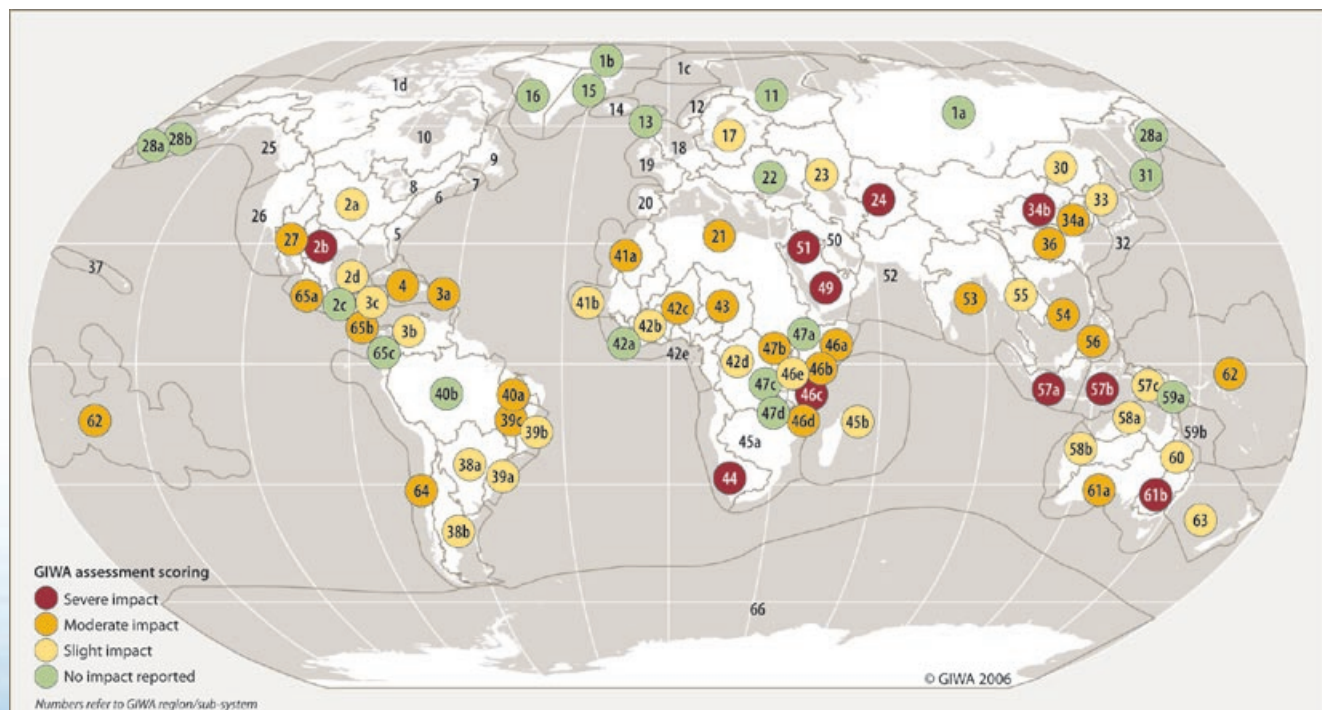 1b
1c
1d
16
15
11
14
12
13
1a
28a
28b
28a
10
17
25
18
9
19
30
31
8
7
22
23
6
2a
20
24
33
34b
34a
26
5
21
27
2b
51
50
36
32
41a
37
52
2d
4
49
65a
3a
2c
3c
41b
42c
43
53
55
54
65b
3b
42b
47a
56
42a
47b
46a
65c
42e
42d
46e
46b
62
47c
40b
40a
46c
57a
57b
57c
59a
62
39c
47d
46d
45b
58a
39b
59b
45a
58b
60
38a
39a
44
64
61a
61b
38b
63
GIWA assessment scoring
Severe impact
Moderate impact
66
Slight impact
No impact reported
© GIWA 2006
Numbers refer to GIWA region/sub-system